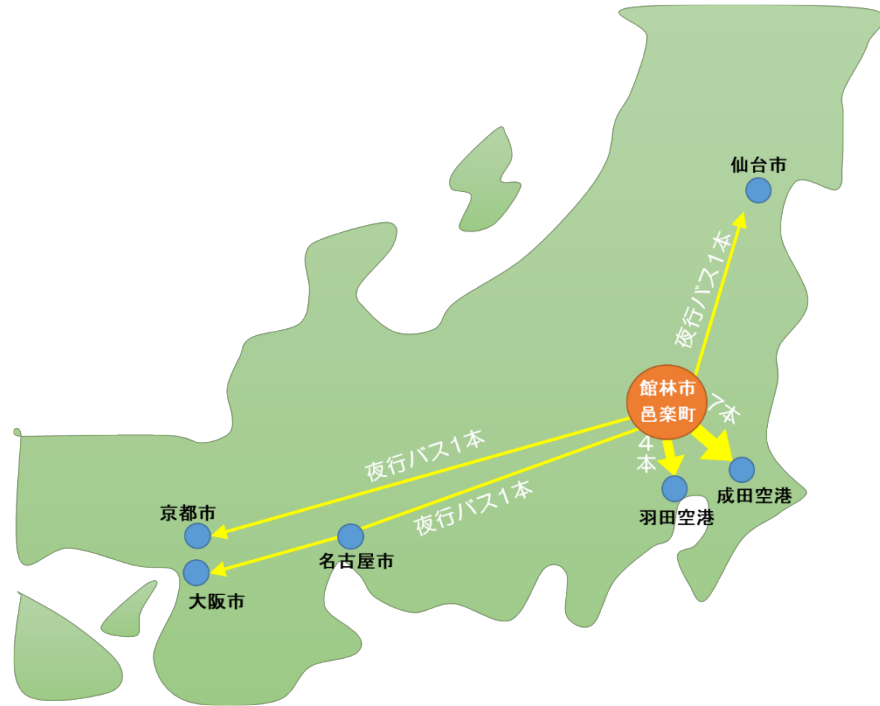 仙台市
夜行バス1本
館林市
邑楽町
7本
4本
成田空港
羽田空港
夜行バス1本
夜行バス1本
京都市
名古屋市
大阪市